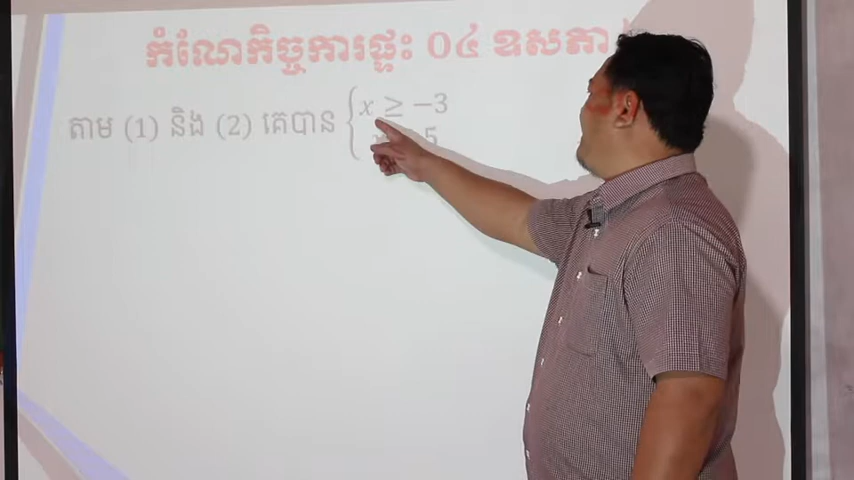 កំណែកិច្ចការផ្ទះ ០៤ ឧសភា
តាម (1) និង (2) គេបាន { x ≥ −3
5